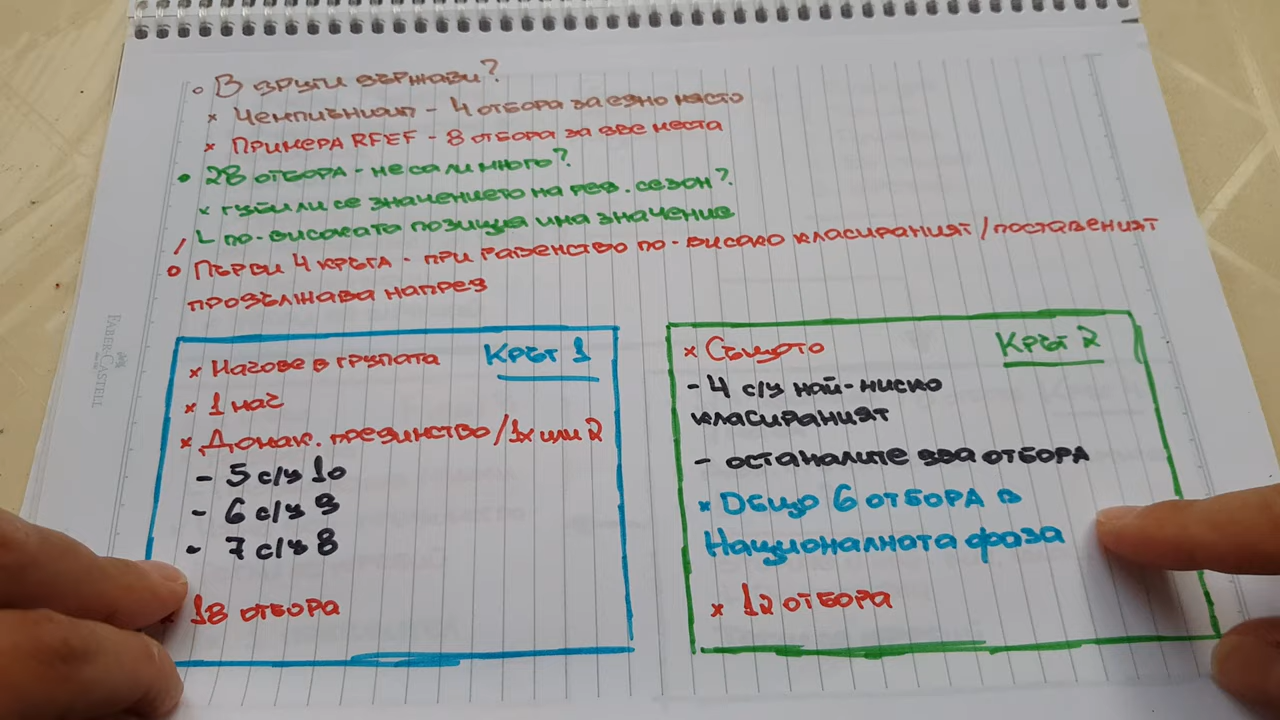 В други държави?
× Чемпиъншип - 4 отбора за едно място
× Примера RFEF - 8 отбора за две места
• 28 отбора - не са ли много?
× губи ли се значението на ред. сезон?
L по-високата позиция има значение
Първи 4 кръга - при равенство по-високо класираният / поставеният
продължава напред
Кръг 1
× Мачове в групата
× 1 мач
× Домак. предимство / 1x или 2
- 5 с/у 10
- 6 с/у 9
- 7 с/у 8
× 18 отбора
Кръг 2
× Същото
- 4 с/у най-ниско
класираният
- останалите два отбора
× Общо 6 отбора в
Националната фаза
× 12 отбора
FABER-CASTELL